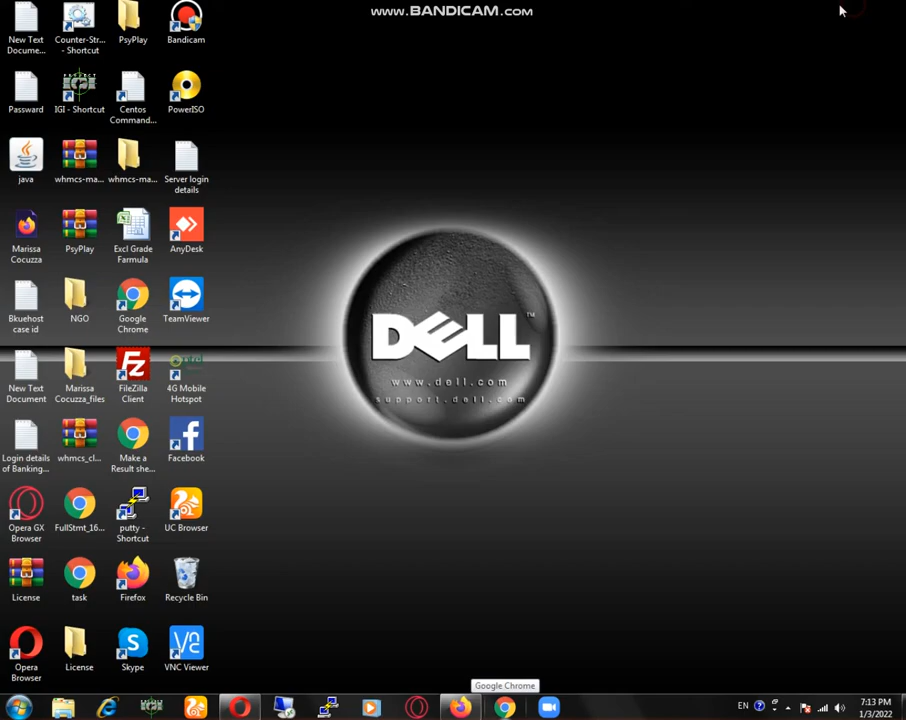 www.BANDICAM.com
New Text
Docume...
Counter-Str...
- Shortcut
PsyPlay
Bandicam
Password
IGI - Shortcut
Centos
Command...
PowerISO
java
whmcs-ma...
whmcs-ma...
Server login
details
Marissa
Cocuzza
PsyPlay
Excl Grade
Farmula
AnyDesk
Bkuehost
case id
NGO
Google
Chrome
TeamViewer
New Text
Document
Marissa
Cocuzza_files
FileZilla
Client
4G Mobile
Hotspot
Login details
of Banking...
whmcs_cl...
Make a
Result she...
Facebook
Opera GX
Browser
FullStmt_16...
putty -
Shortcut
UC Browser
License
task
Firefox
Recycle Bin
Opera
Browser
License
Skype
VNC Viewer
DELL™
www.dell.com
support.dell.com
Google Chrome
EN
7:13 PM
1/3/2022